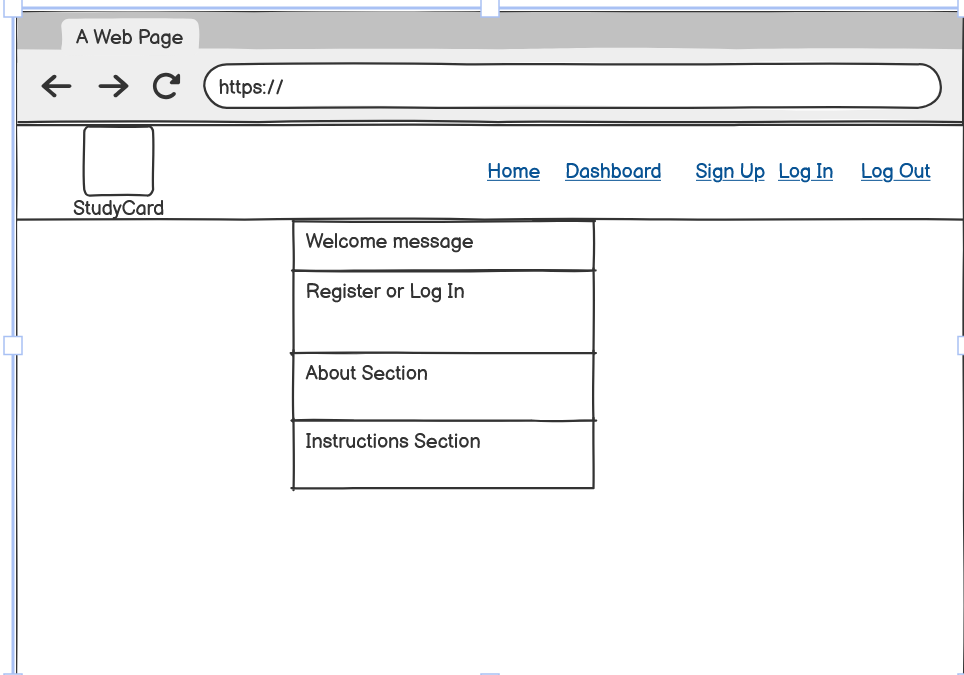 A Web Page
https://
Home Dashboard Sign Up Log In Log Out
StudyCard
Welcome message
Register or Log In
About Section
Instructions Section